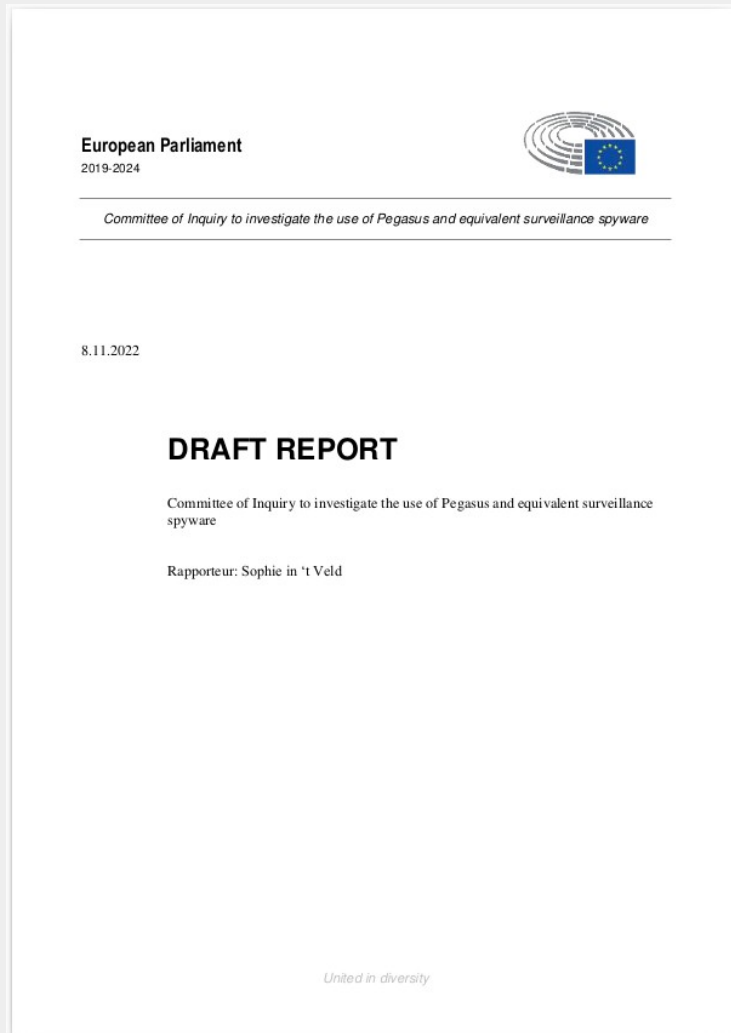 European Parliament
2019-2024
Committee of Inquiry to investigate the use of Pegasus and equivalent surveillance spyware
8.11.2022
DRAFT REPORT
Committee of Inquiry to investigate the use of Pegasus and equivalent surveillance
spyware
Rapporteur: Sophie in ‘t Veld
United in diversity